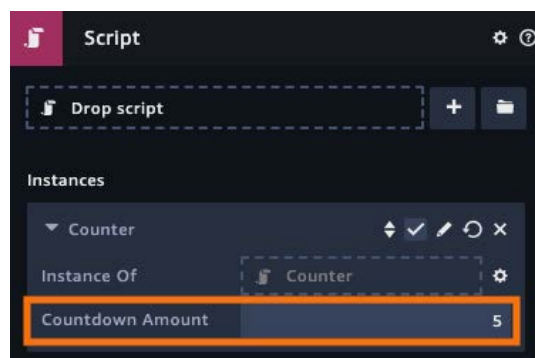 Script
Drop script
Instances
Counter
Instance Of Counter
Countdown Amount 5